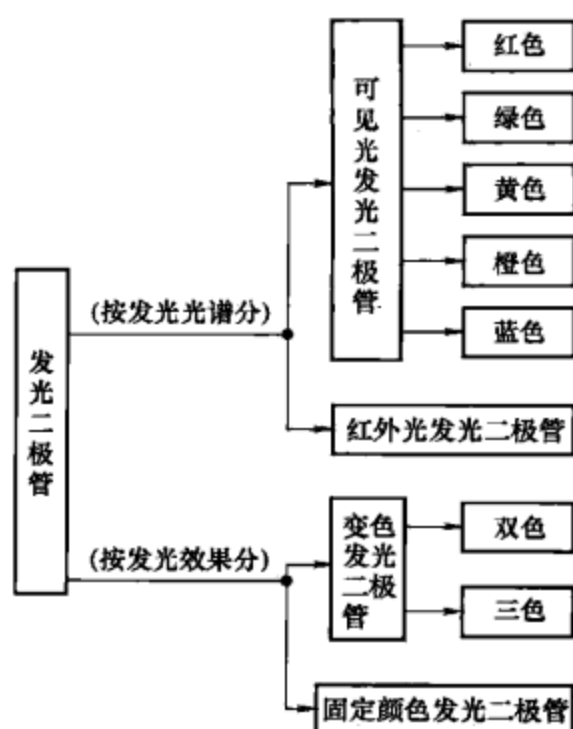 发光二极管
(按发光光谱分)
可见光发光二极管
红色
绿色
黄色
橙色
蓝色
红外光发光二极管
(按发光效果分)
变色
发光
二极
管
双色
三色
固定颜色发光二极管